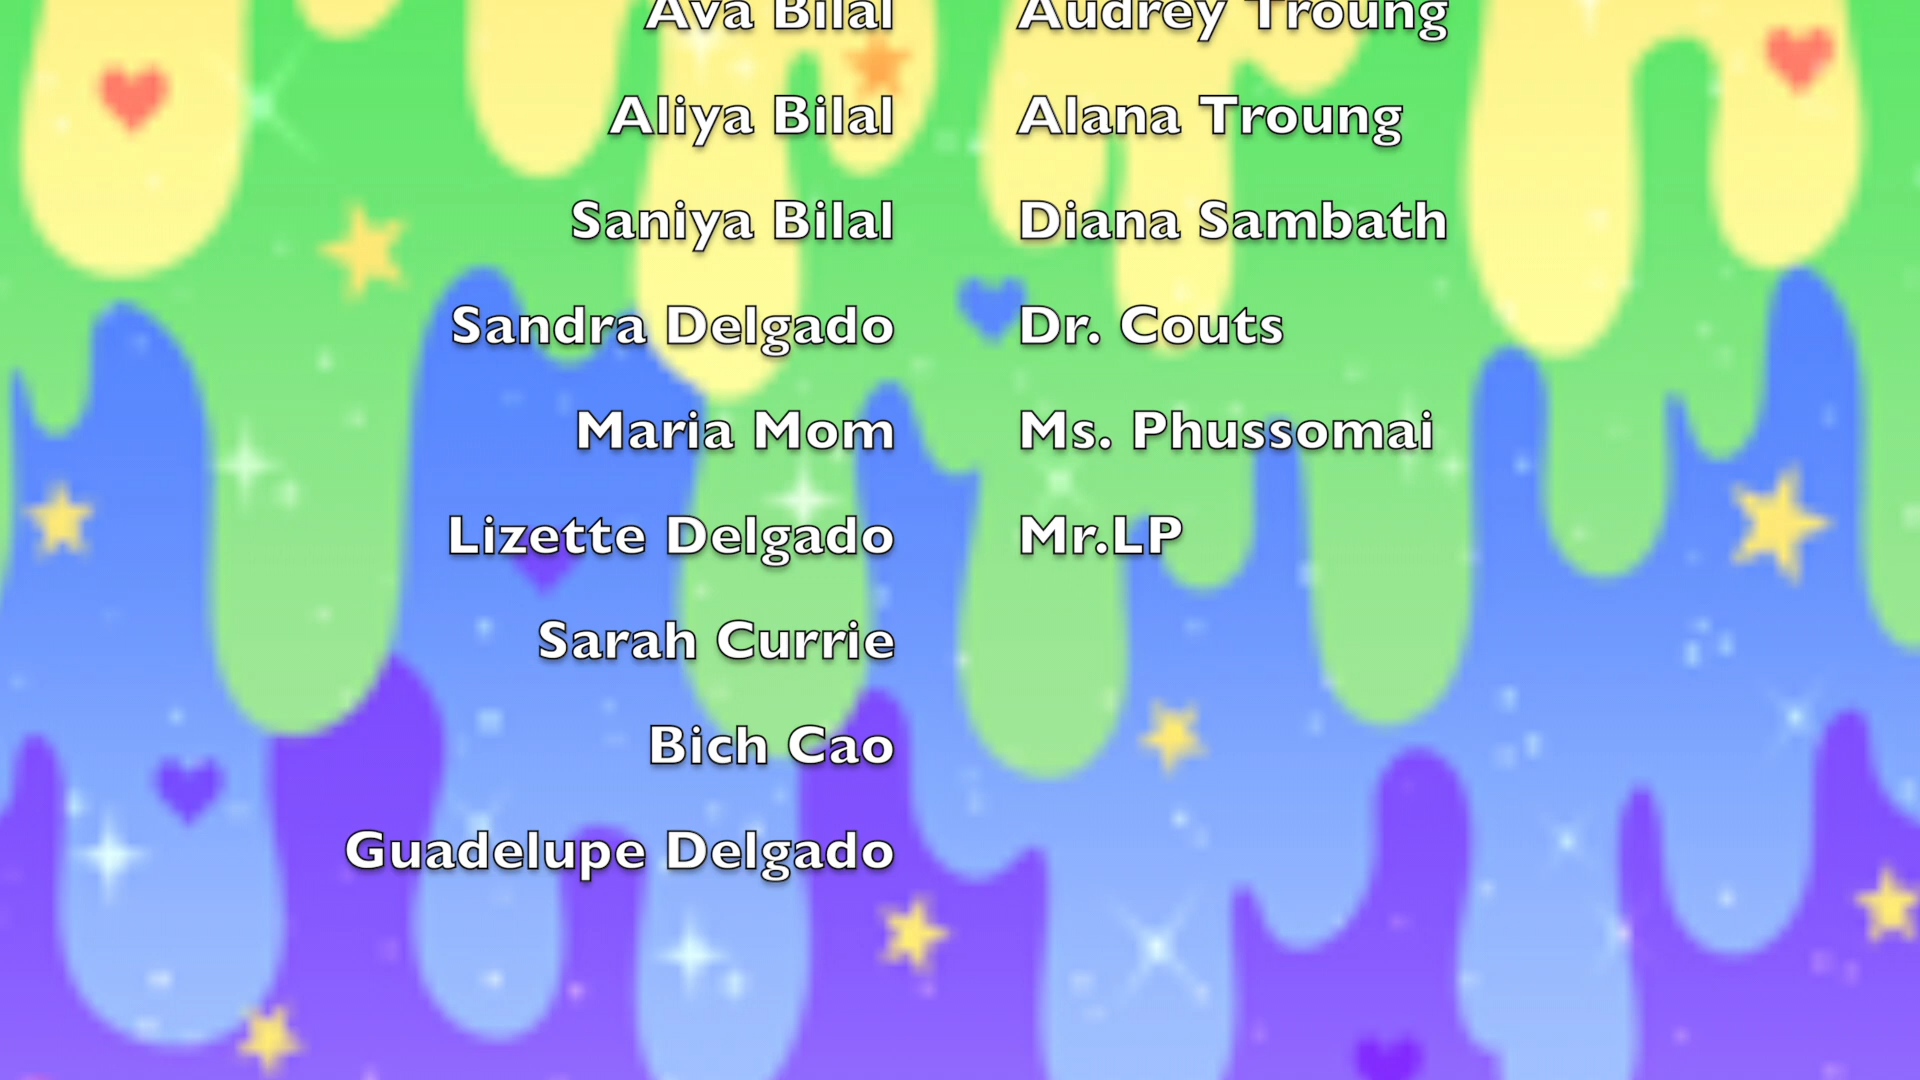 Ava Bilal
Aliya Bilal
Saniya Bilal
Sandra Delgado
Maria Mom
Lizette Delgado
Sarah Currie
Bich Cao
Guadelupe Delgado
Audrey Troung
Alana Troung
Diana Sambath
Dr. Couts
Ms. Phussomai
Mr.LP